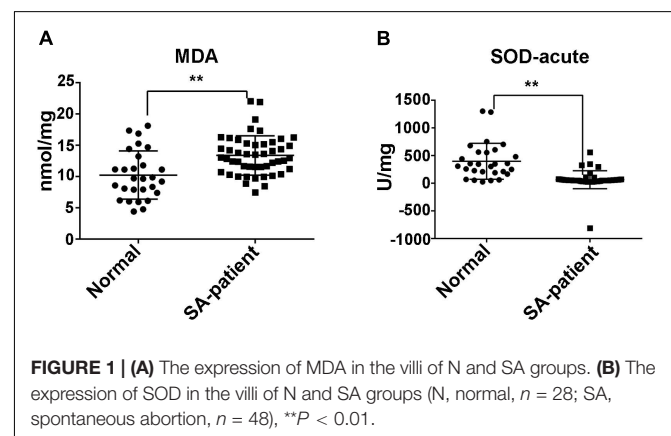 A
B
MDA
SOD-acute
**
**
25
20
15
10
5
0
nmol/mg
Normal
SA-patient
1500
1000
500
0
-500
-1000
U/mg
Normal
SA-patient
FIGURE 1 | (A) The expression of MDA in the villi of N and SA groups. (B) The
expression of SOD in the villi of N and SA groups (N, normal, n = 28; SA,
spontaneous abortion, n = 48), **P < 0.01.